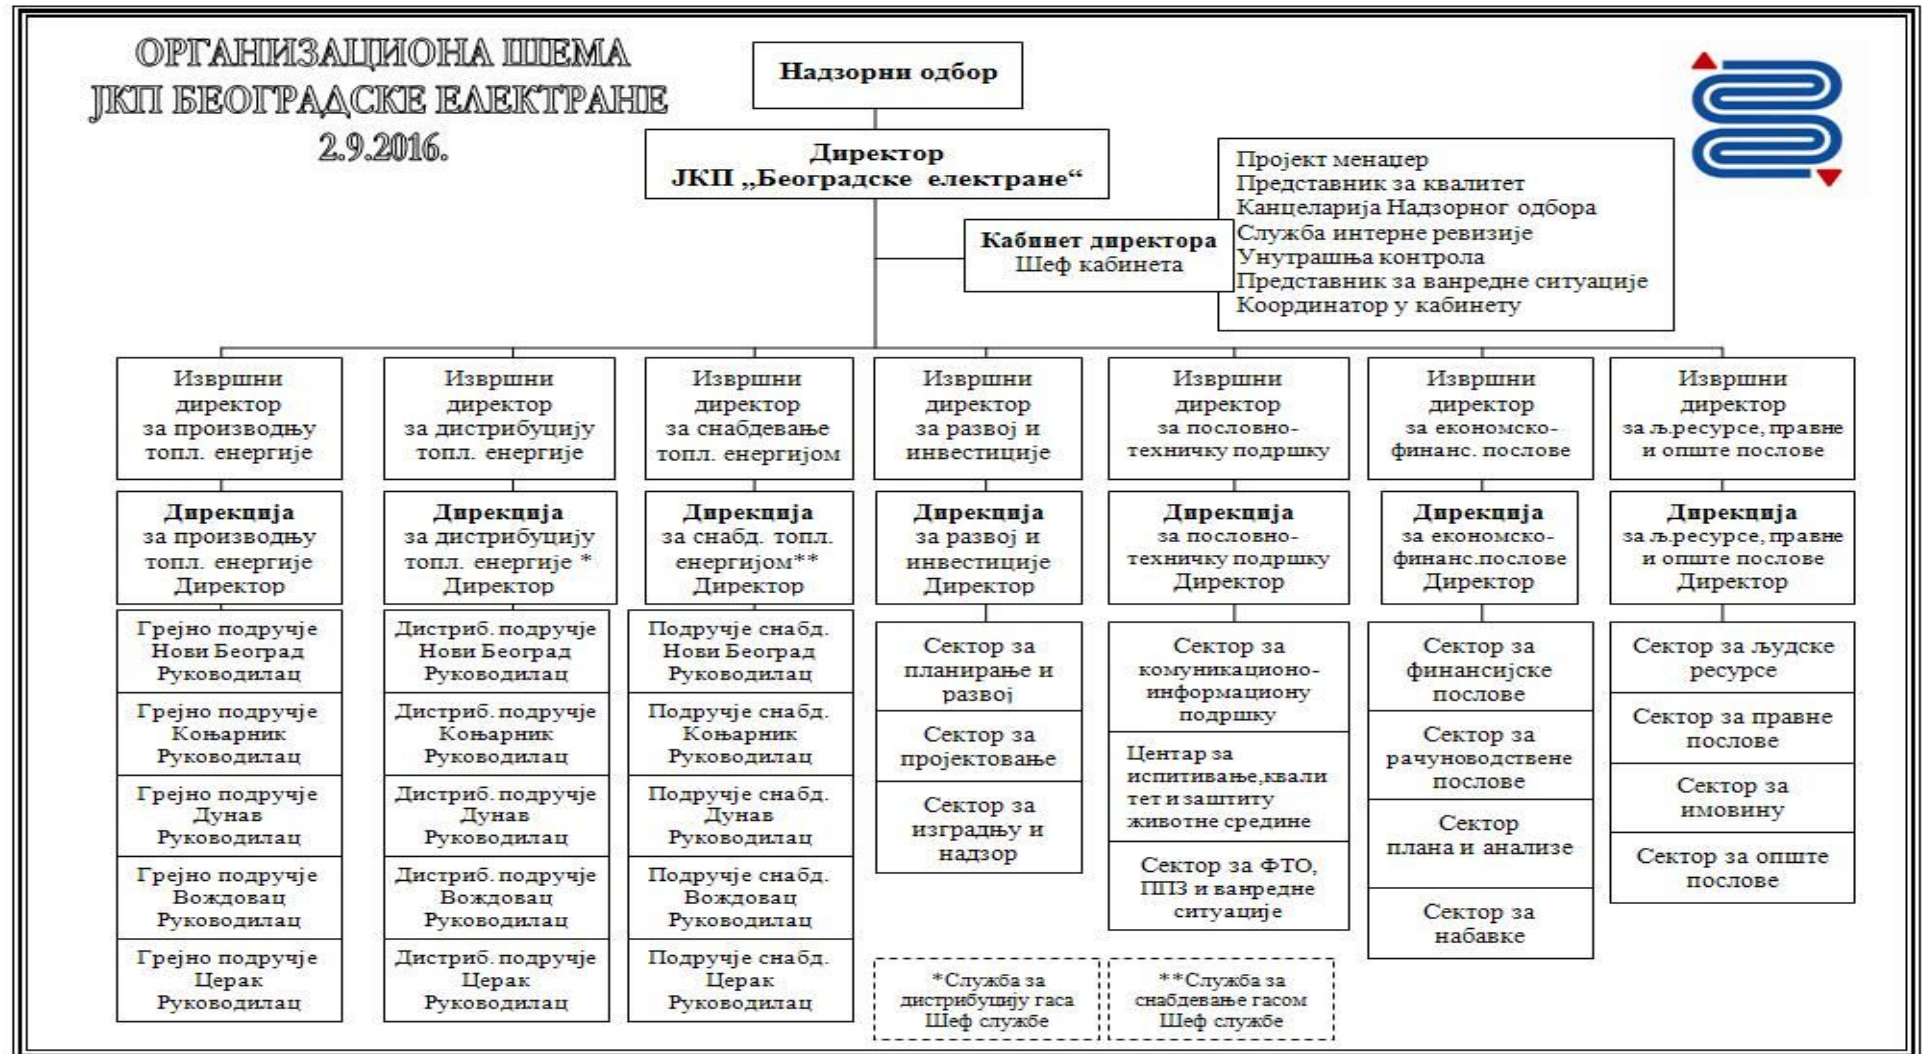 ОРГАНИЗАЦИОНА ШЕМА
ЈКП БЕОГРАДСКЕ ЕЛЕКТРАНЕ
2.9.2016.
Надзорни одбор
Директор
ЈКП „Београдске електране“
Пројект менаџер
Представник за квалитет
Канцеларија Надзорног одбора
Служба интерне ревизије
Унутрашња контрола
Представник за ванредне ситуације
Координатор у кабинету
Кабинет директора
Шеф кабинета
Извршни
директор
за производњу
топл. енергије
Извршни
директор
за дистрибуцију
топл. енергије
Извршни
директор
за снабдевање
топл. енергијом
Извршни
директор
за развој и
инвестиције
Извршни
директор
за пословно-
техничку подршку
Извршни
директор
за економско-
финанс. послове
Извршни
директор
за љ.ресурсе, правне
и опште послове
Дирекција
за производњу
топл. енергије
Директор
Дирекција
за дистрибуцију
топл. енергије *
Директор
Дирекција
за снабд. топл.
енергијом**
Директор
Дирекција
за развој и
инвестиције
Директор
Дирекција
за пословно-
техничку подршку
Директор
Дирекција
за економско-
финанс.послове
Директор
Дирекција
за љ.ресурсе, правне
и опште послове
Директор
Грејно подручје
Нови Београд
Руководилац
Грејно подручје
Коњарник
Руководилац
Грејно подручје
Дунав
Руководилац
Грејно подручје
Вождовац
Руководилац
Грејно подручје
Церак
Руководилац
Дистриб. подручје
Нови Београд
Руководилац
Дистриб. подручје
Коњарник
Руководилац
Дистриб. подручје
Дунав
Руководилац
Дистриб. подручје
Вождовац
Руководилац
Дистриб. подручје
Церак
Руководилац
Подручје снабд.
Нови Београд
Руководилац
Подручје снабд.
Коњарник
Руководилац
Подручје снабд.
Дунав
Руководилац
Подручје снабд.
Вождовац
Руководилац
Подручје снабд.
Церак
Руководилац
Сектор за
планирање и
развој
Сектор за
пројектовање
Сектор за
изградњу и
надзор
Сектор за
комуникационо-
информациону
подршку
Центар за
испитивање,квали
тет и заштиту
животне средине
Сектор за ФТО,
ППЗ и ванредне
ситуације
Сектор за
финансијске
послове
Сектор за
рачуноводствене
послове
Сектор
плана и анализе
Сектор за
набавке
Сектор за људске
ресурсе
Сектор за правне
послове
Сектор за
имовину
Сектор за опште
послове
*Служба за
дистрибуцију гаса
Шеф службе
**Служба за
снабдевање гасом
Шеф службе